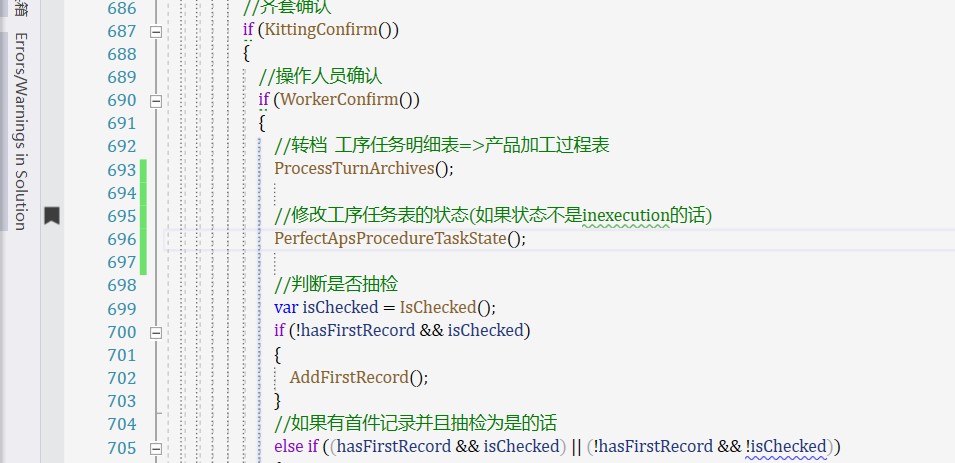 箱
Errors/Warnings in Solution
686 //齐套确认
687 if (KittingConfirm())
688 {
689 //操作人员确认
690 if (WorkerConfirm())
691 {
692 //转档 工序任务明细表=>产品加工过程表
693 ProcessTurnArchives();
694
695 //修改工序任务表的状态(如果状态不是inexecution的话)
696 PerfectApsProcedureTaskState();
697
698 //判断是否抽检
699 var isChecked = IsChecked();
700 if (!hasFirstRecord && isChecked)
701 {
702 AddFirstRecord();
703 }
704 //如果有首件记录并且抽检为是的话
705 else if ((hasFirstRecord && isChecked) || (!hasFirstRecord && !isChecked))